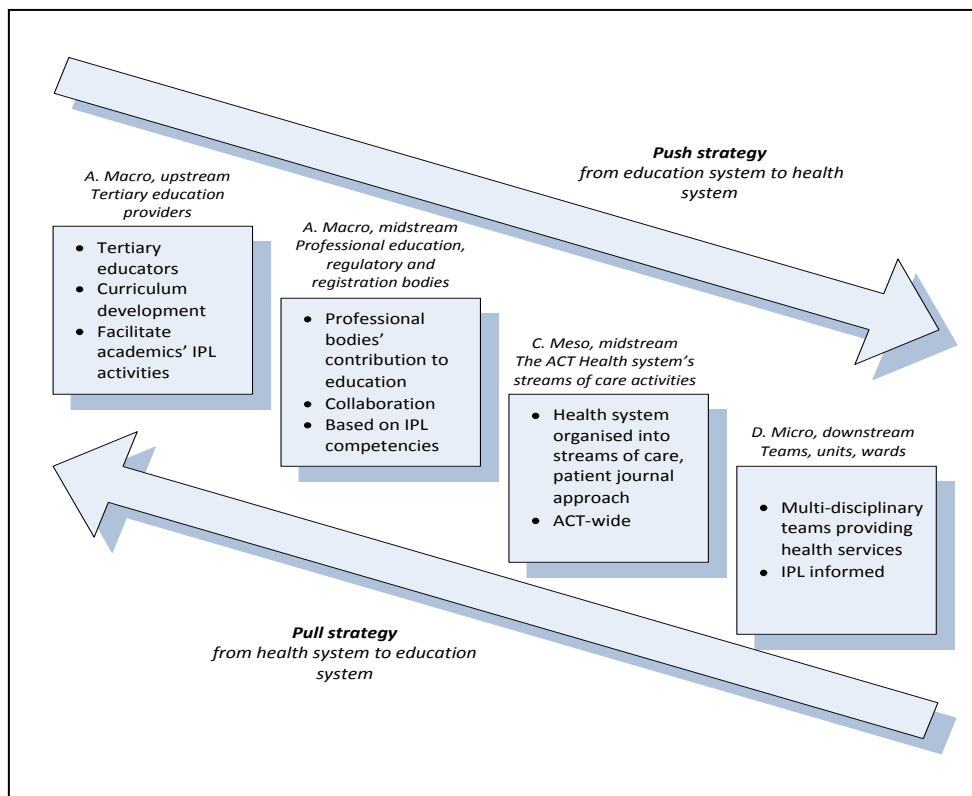 Push strategy
from education system to health
system
A. Macro, upstream
Tertiary education
providers
• Tertiary
educators
• Curriculum
development
• Facilitate
academics’ IPL
activities
A. Macro, midstream
Professional education,
regulatory and
registration bodies
• Professional
bodies’
contribution to
education
• Collaboration
• Based on IPL
competencies
C. Meso, midstream
The ACT Health system’s
streams of care activities
• Health system
organised into
streams of care,
patient journal
approach
• ACT-wide
D. Micro, downstream
Teams, units, wards
• Multi-disciplinary
teams providing
health services
• IPL informed
Pull strategy
from health system to education
system